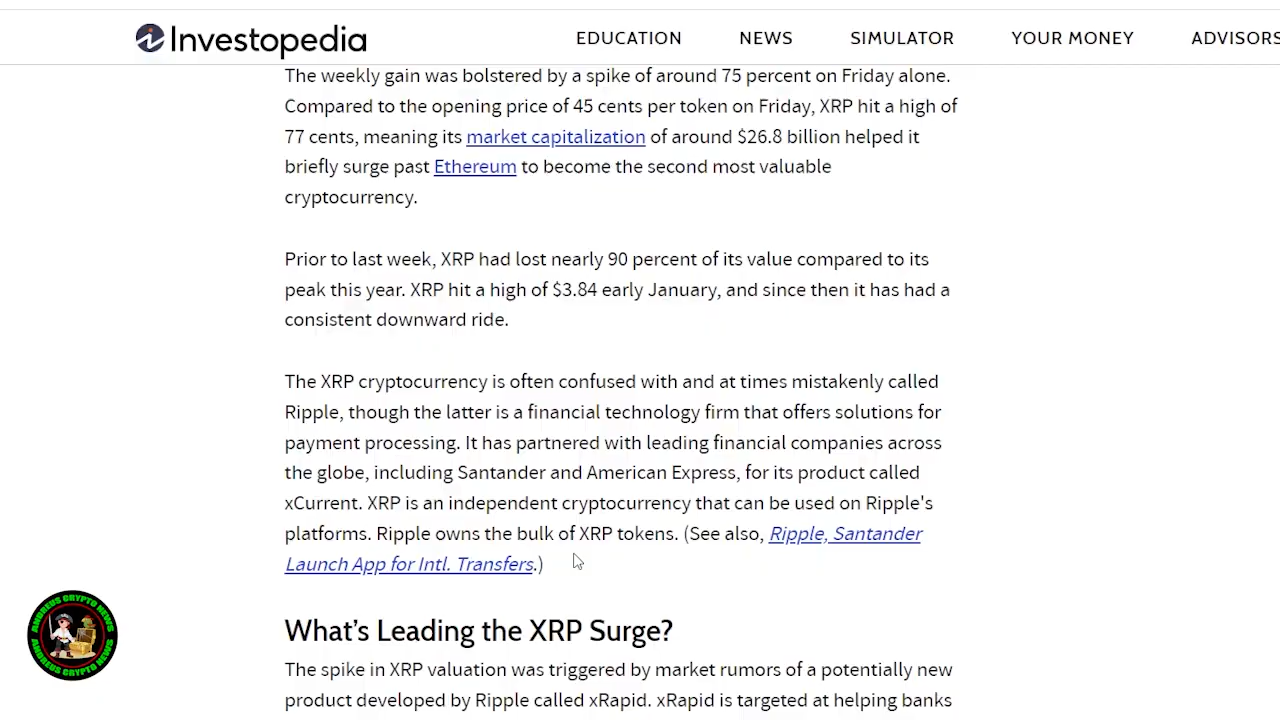 Investopedia
EDUCATION NEWS SIMULATOR YOUR MONEY ADVISORS
The weekly gain was bolstered by a spike of around 75 percent on Friday alone.
Compared to the opening price of 45 cents per token on Friday, XRP hit a high of
77 cents, meaning its market capitalization of around $26.8 billion helped it
briefly surge past Ethereum to become the second most valuable
cryptocurrency.
Prior to last week, XRP had lost nearly 90 percent of its value compared to its
peak this year. XRP hit a high of $3.84 early January, and since then it has had a
consistent downward ride.
The XRP cryptocurrency is often confused with and at times mistakenly called
Ripple, though the latter is a financial technology firm that offers solutions for
payment processing. It has partnered with leading financial companies across
the globe, including Santander and American Express, for its product called
xCurrent. XRP is an independent cryptocurrency that can be used on Ripple's
platforms. Ripple owns the bulk of XRP tokens. (See also, Ripple, Santander
Launch App for Intl. Transfers.)
ANDREUS CRYPTO NEWS
ANDREUS CRYPTO NEWS
What’s Leading the XRP Surge?
The spike in XRP valuation was triggered by market rumors of a potentially new
product developed by Ripple called xRapid. xRapid is targeted at helping banks